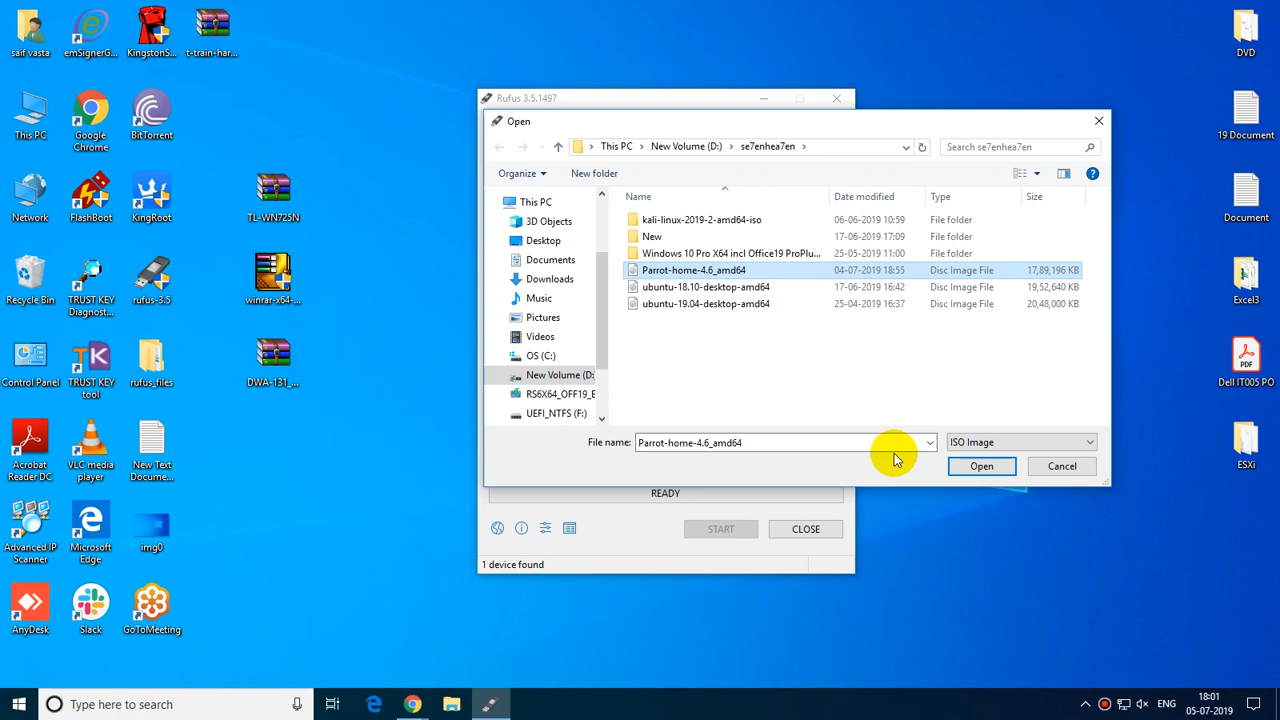 saif vasta
emSignerG...
KingstonS...
t-train-har...
This PC
Google Chrome
BitTorrent
Network
FlashBoot
KingRoot
TL-WN725N
Recycle Bin
TRUST KEY Diagnost...
rufus-3.5
winrar-x64-...
Control Panel
TRUST KEY tool
rufus_files
DWA-131_...
Acrobat Reader DC
VLC media player
New Text Docume...
Advanced IP Scanner
Microsoft Edge
img0
AnyDesk
Slack
GoToMeeting
Rufus 3.5.1497
Open
This PC > New Volume (D:) > se7enhea7en >
Search se7enhea7en
Organize
New folder
This PC
3D Objects
Desktop
Documents
Downloads
Music
Pictures
Videos
OS (C:)
New Volume (D:
RS6X64_OFF19_E
UEFI_NTFS (F:)
Name Date modified Type Size
kali-linux-2019-2-amd64-iso 06-06-2019 10:59 File folder
New 17-06-2019 17:09 File folder
Windows 10 Pro X64 incl Office19 ProPlu... 25-05-2019 11:00 File folder
Parrot-home-4.6_amd64 04-07-2019 18:55 Disc Image File 17,89,196 KB
ubuntu-18.10-desktop-amd64 17-06-2019 16:42 Disc Image File 19,52,640 KB
ubuntu-19.04-desktop-amd64 25-04-2019 16:37 Disc Image File 20,48,000 KB
File name: Parrot-home-4.6_amd64 ISO Image
Open Cancel
READY
START CLOSE
1 device found
DVD
19 Document
Document
Excel3
PDF
Dell IT005 PO
ESXi
Type here to search
ENG
18:01
05-07-2019